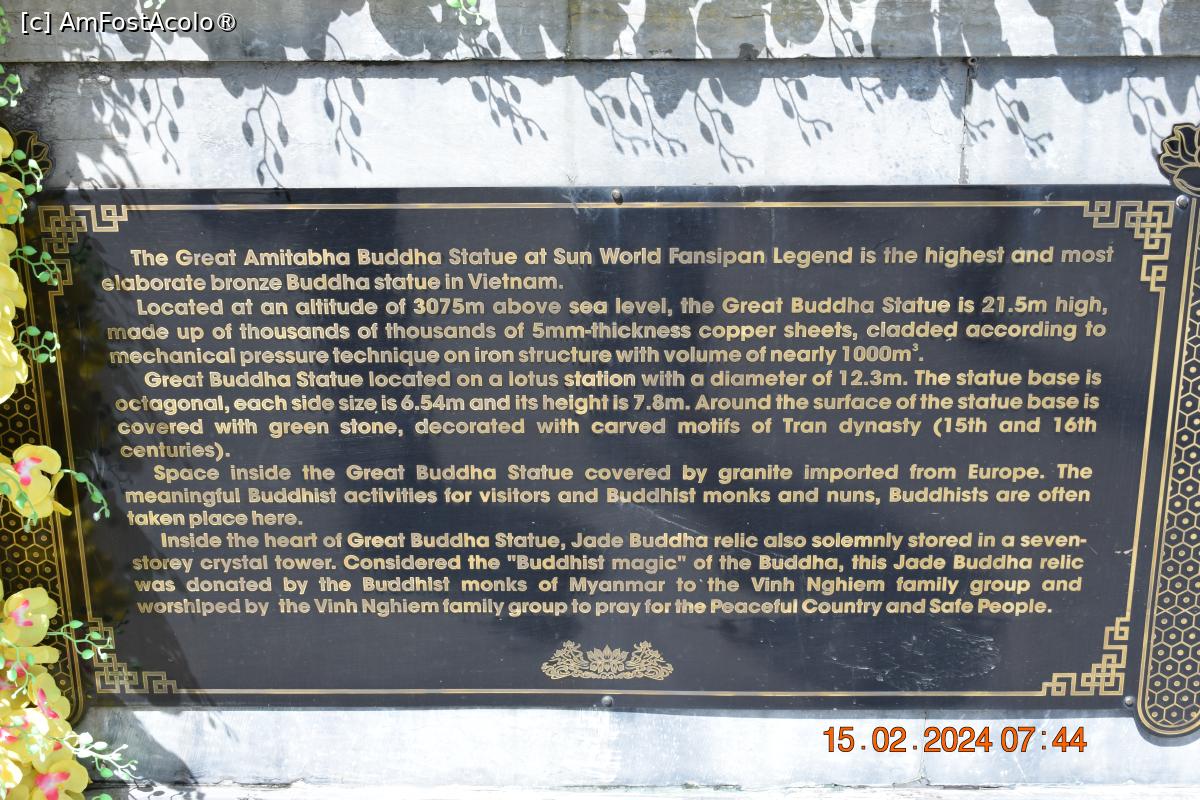 [c] AmFostAcolo®
The Great Amitabha Buddha Statue at Sun World Fansipan Legend is the highest and most
elaborate bronze Buddha statue in Vietnam.
Located at an altitude of 3075m above sea level, the Great Buddha Statue is 21.5m high,
made up of thousands of thousands of 5mm-thickness copper sheets, cladded according to
mechanical pressure technique on iron structure with volume of nearly 1000m³.
Great Buddha Statue located on a lotus station with a diameter of 12.3m. The statue base is
octagonal, each side size is 6.54m and its height is 7.8m. Around the surface of the statue base is
covered with green stone, decorated with carved motifs of Tran dynasty (15th and 16th
centuries).
Space inside the Great Buddha Statue covered by granite imported from Europe. The
meaningful Buddhist activities for visitors and Buddhist monks and nuns, Buddhists are often
taken place here.
Inside the heart of Great Buddha Statue, Jade Buddha relic also solemnly stored in a seven-
storey crystal tower. Considered the "Buddhist magic" of the Buddha, this Jade Buddha relic
was donated by the Buddhist monks of Myanmar to the Vinh Nghiem family group and
worshiped by the Vinh Nghiem family group to pray for the Peaceful Country and Safe People.
15.02.2024 07:44